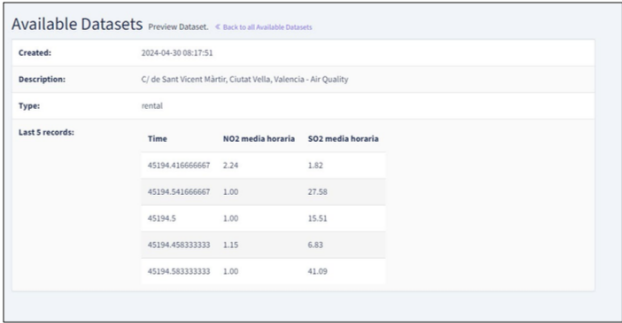 Available Datasets Preview Dataset. < Back to all Available Datasets
Created: 2024-04-30 08:17:51
Description: C/ de Sant Vicent Màrtir, Ciutat Vella, Valencia - Air Quality
Type: rental
Last 5 records:
Time NO2 media horaria SO2 media horaria
45194.416666667 2.24 1.82
45194.541666667 1.00 27.58
45194.5 1.00 15.51
45194.458333333 1.15 6.83
45194.583333333 1.00 41.09